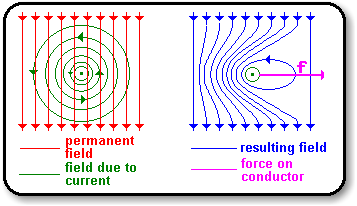 f
permanent
field
field due to
current
resulting field
force on
conductor